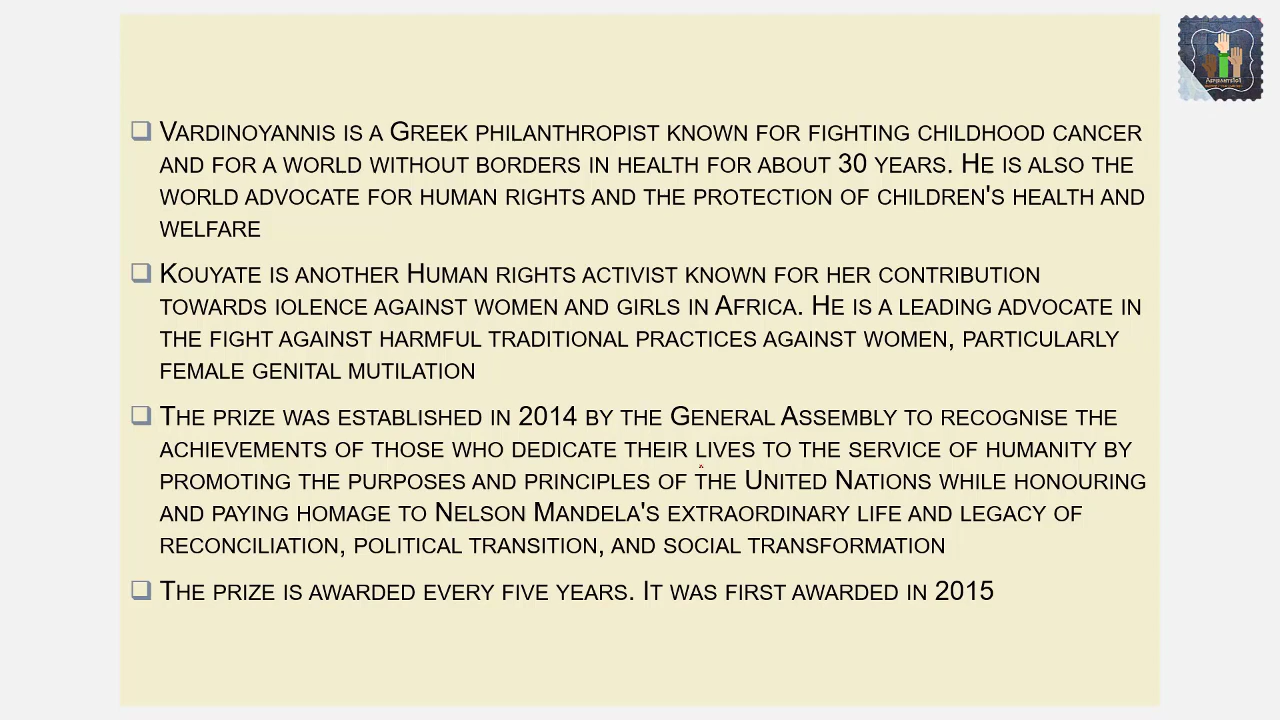 Vardinoyannis is a Greek philanthropist known for fighting childhood cancer
and for a world without borders in health for about 30 years. He is also the
world advocate for human rights and the protection of children's health and
welfare
Kouyate is another Human rights activist known for her contribution
towards iolence against women and girls in Africa. He is a leading advocate in
the fight against harmful traditional practices against women, particularly
female genital mutilation
The prize was established in 2014 by the General Assembly to recognise the
achievements of those who dedicate their lives to the service of humanity by
promoting the purposes and principles of the United Nations while honouring
and paying homage to Nelson Mandela's extraordinary life and legacy of
reconciliation, political transition, and social transformation
The prize is awarded every five years. It was first awarded in 2015